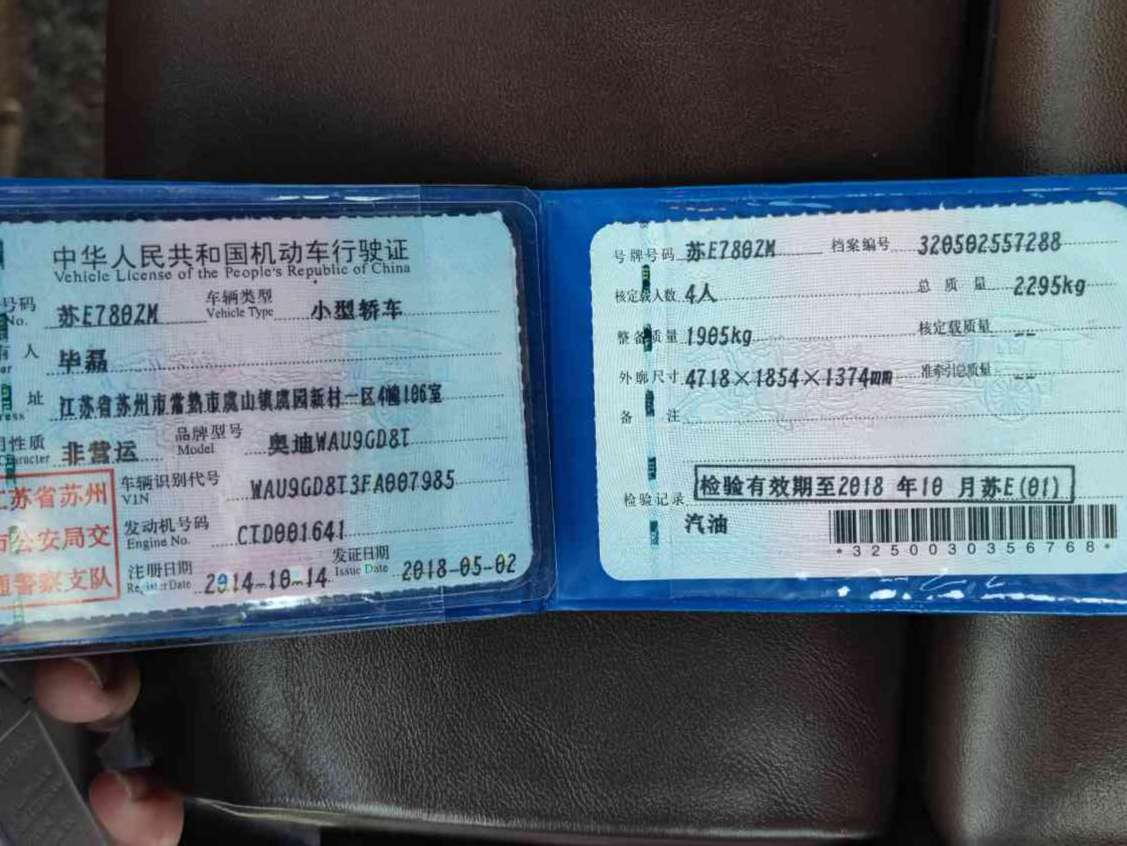 中华人民共和国机动车行驶证
Vehicle License of the People's Republic of China
号码 苏E780ZM 车辆类型 小型轿车
No. Vehicle Type
人 毕磊
址 江苏省苏州市常熟市虞山镇虞园新村一区4幢106室
性质 非营运 品牌型号 奥迪WAU9GD8T
Character Model
江苏省苏州
市公安局交
通警察支队
车辆识别代号 WAU9GD8T3FA007985
VIN
发动机号码 CTD001641
Engine No.
注册日期 2014-10-14 发证日期 2018-05-02
Register Date Issue Date
号牌号码 苏E780ZM 档案编号 320502557288
核定载人数 4人 总质量 2295kg
整备质量 1905kg 核定载质量 --
外廓尺寸 4718×1854×1374mm 准牵引总质量 --
备注
检验记录 检验有效期至2018年10月苏E(01)
汽油
*3250030356768*